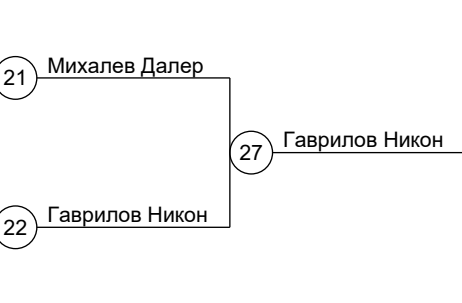 21 Михалев Далер
27 Гаврилов Никон
22 Гаврилов Никон